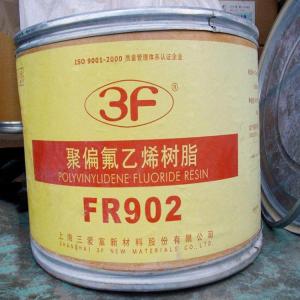 ISO 9001-2000 质量管理体系认证企业
3F®
聚偏氟乙烯树脂
POLYVINYLIDENE FLUORIDE RESIN
FR902
上海三爱富新材料股份有限公司
SHANGHAI 3F NEW MATERIALS CO.,LTD.